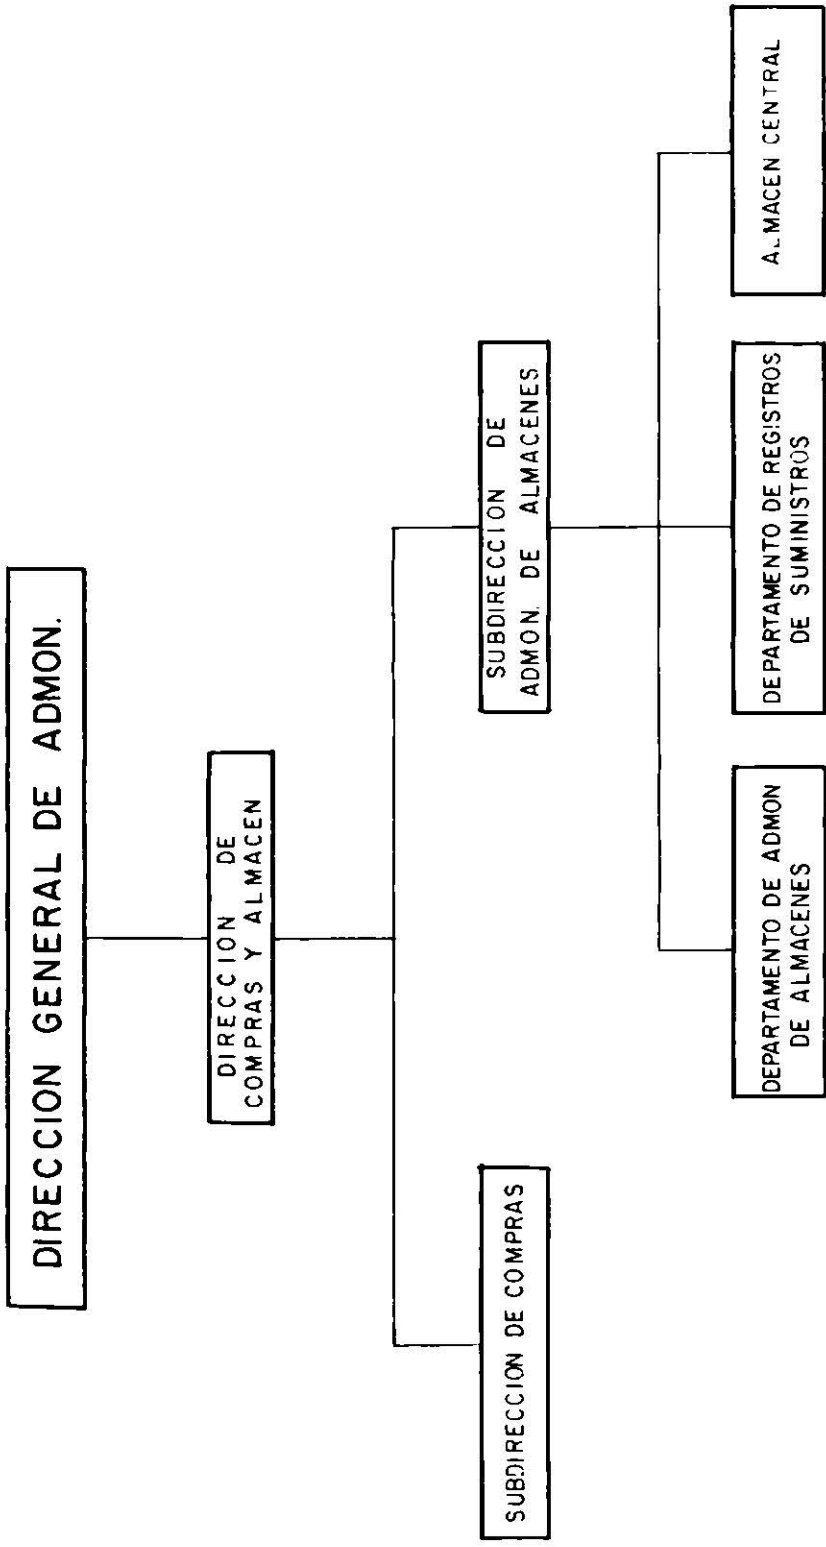 DIRECCION GENERAL DE ADMON.
DIRECCION DE
COMPRAS Y ALMACEN
SUBDIRECCION DE COMPRAS
SUBDIRECCION DE
ADMON. DE ALMACENES
DEPARTAMENTO DE ADMON
DE ALMACENES
DEPARTAMENTO DE REGISTROS
DE SUMINISTROS
ALMACEN CENTRAL